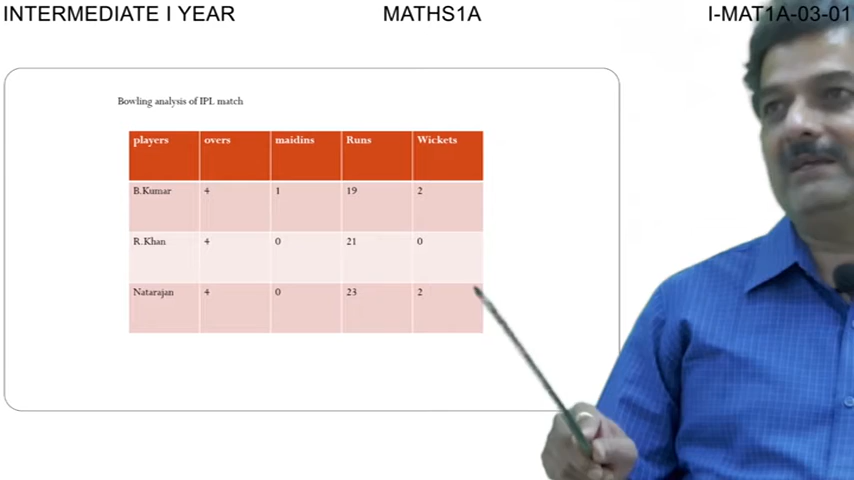 INTERMEDIATE I YEAR MATHS1A I-MAT1A-03-01
Bowling analysis of IPL match
players overs maidins Runs Wickets
B.Kumar 4 1 19 2
R.Khan 4 0 21 0
Natarajan 4 0 23 2